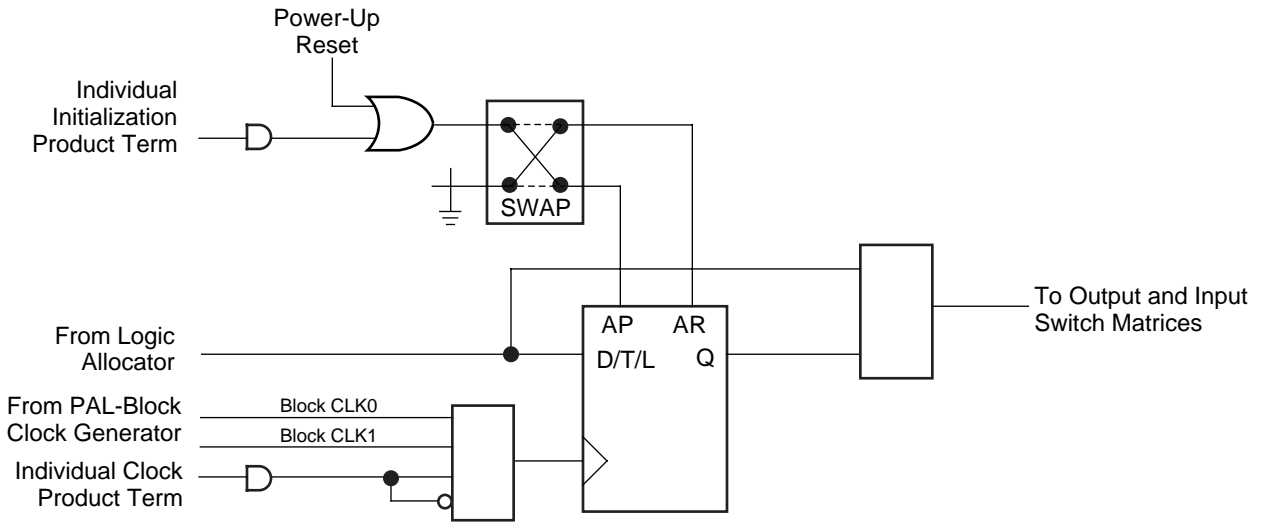 Power-Up
Reset
Individual
Initialization
Product Term
SWAP
To Output and Input
Switch Matrices
AP AR
From Logic
Allocator
D/T/L Q
From PAL-Block
Clock Generator
Block CLK0
Block CLK1
Individual Clock
Product Term